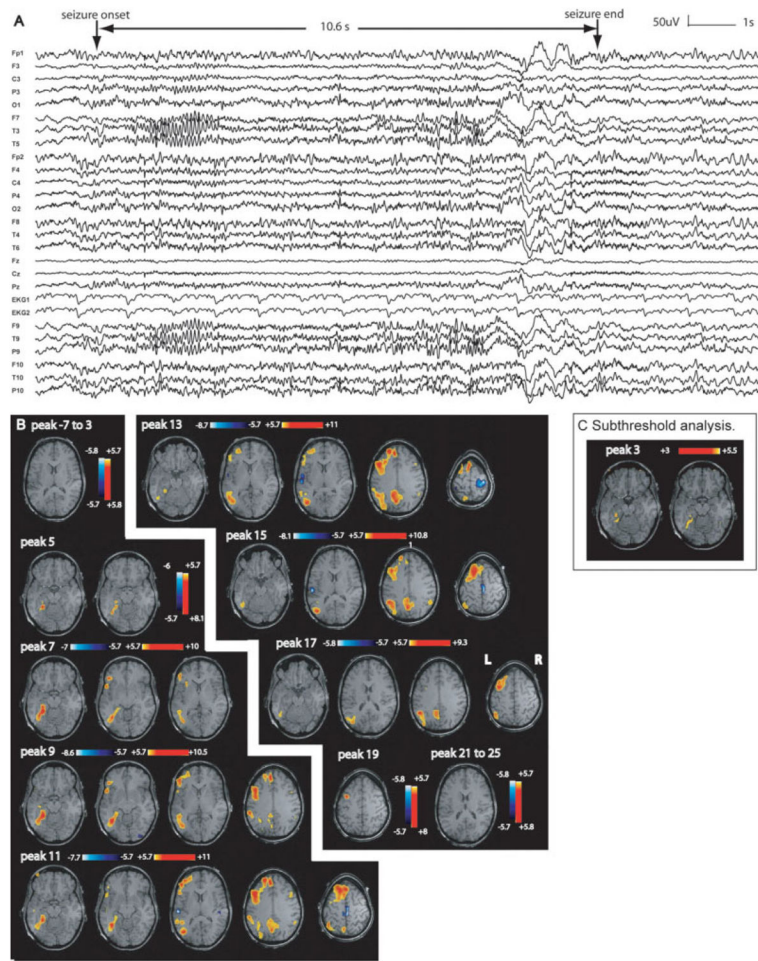 A
seizure onset
10.6 s
seizure end
50uV
1s
Fp1
F3
C3
P3
O1
F7
T3
T5
Fp2
F4
C4
P4
O2
F8
T4
T6
Fz
Cz
Pz
EKG1
EKG2
F9
T9
P9
F10
T10
P10
B
peak -7 to 3
-5.8 +5.7
-5.7 +5.8
peak 13
-8.7 -5.7 +5.7 +11
C Subthreshold analysis.
peak 3
+3 +5.5
peak 5
-6 +5.7
-5.7 +8.1
peak 15
-8.1 -5.7 +5.7 +10.8
peak 7
-7 -5.7 +5.7 +10
peak 17
-5.8 -5.7 +5.7 +9.3
L R
peak 9
-8.6 -5.7 +5.7 +10.5
peak 19
-5.8 +5.7
-5.7 +8
peak 21 to 25
-5.8 +5.7
-5.7 +5.8
peak 11
-7.7 -5.7 +5.7 +11